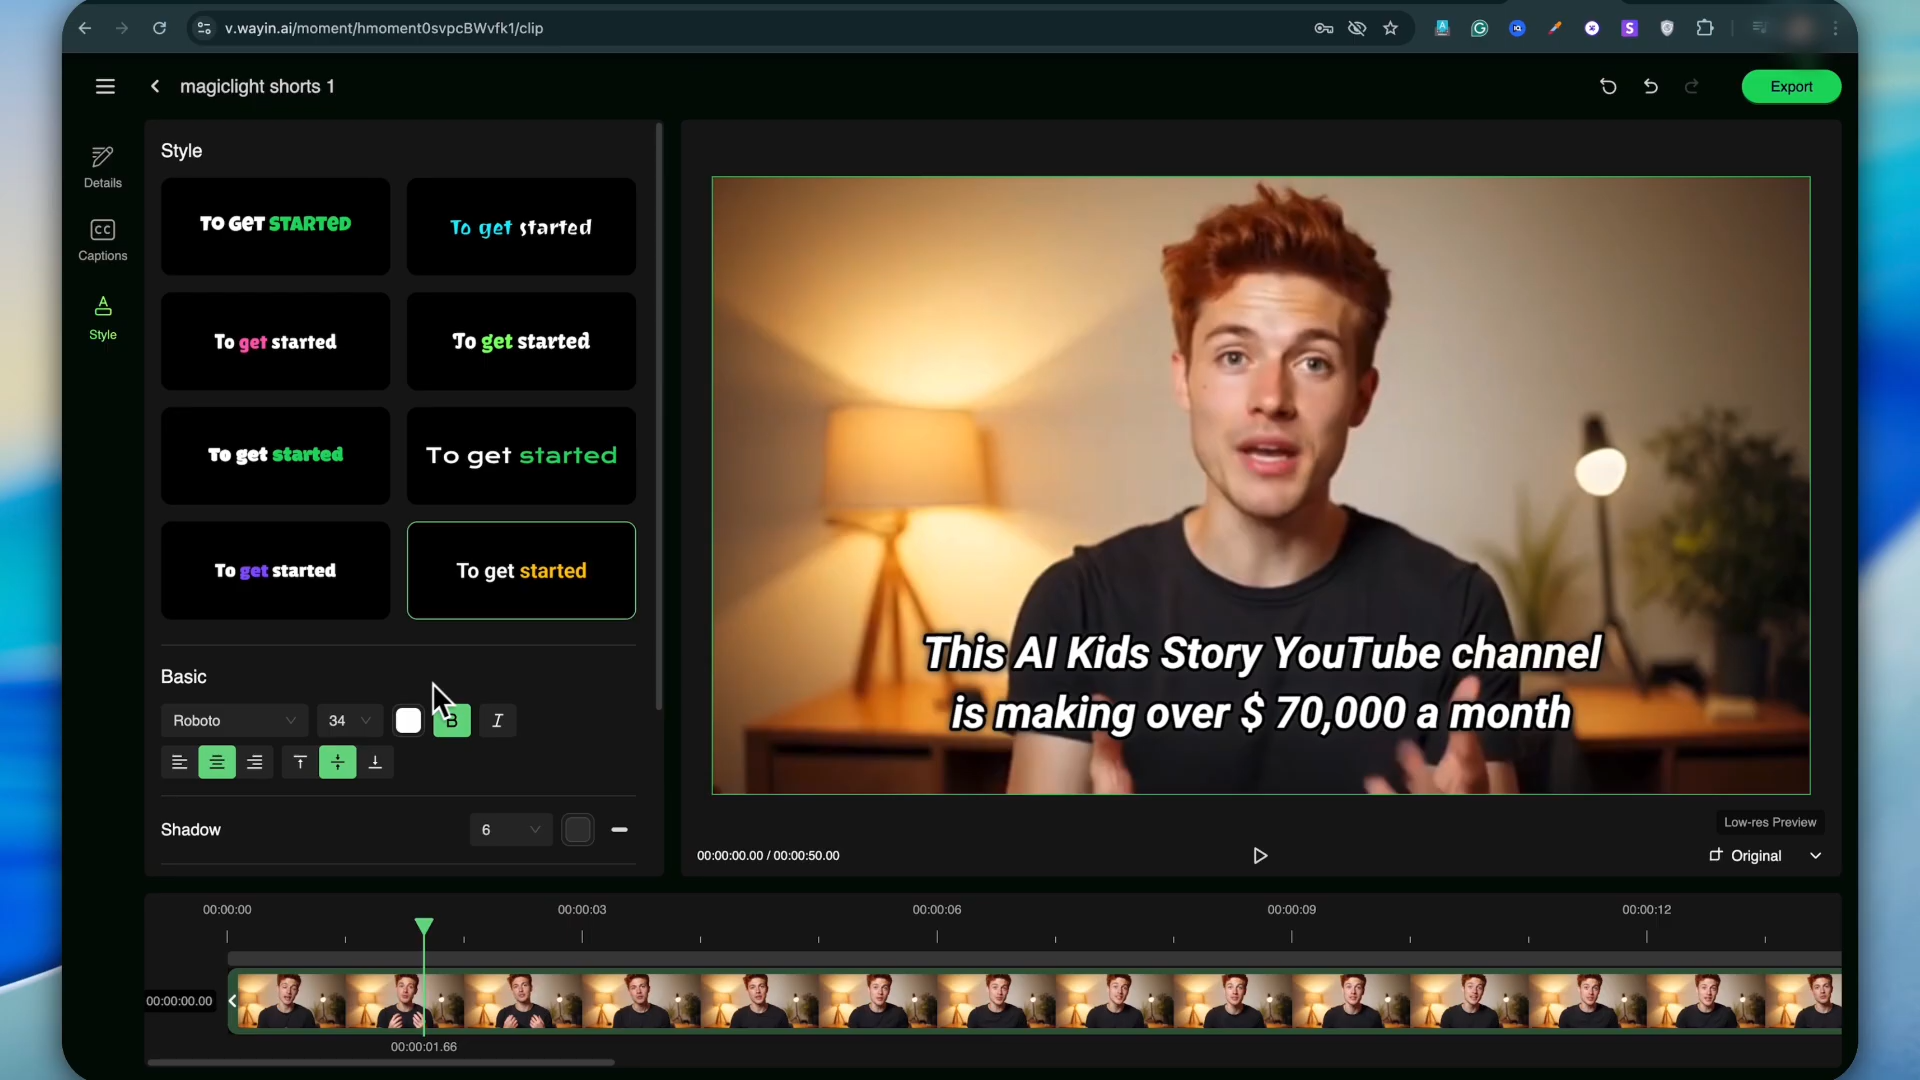 v.wayin.ai/moment/hmoment0svpcBWvfk1/clip
magiclight shorts 1
Export
Details
CC
Captions
A
Style
Style
To Get Started
To get started
To get started
To get started
To get started
To get started
To get started
To get started
Basic
Roboto
34
B
I
Shadow
6
This AI Kids Story YouTube channel
is making over $ 70,000 a month
Low-res Preview
00:00:00.00 / 00:00:50.00
Original
00:00:00
00:00:03
00:00:06
00:00:09
00:00:12
00:00:00.00
00:00:01.66